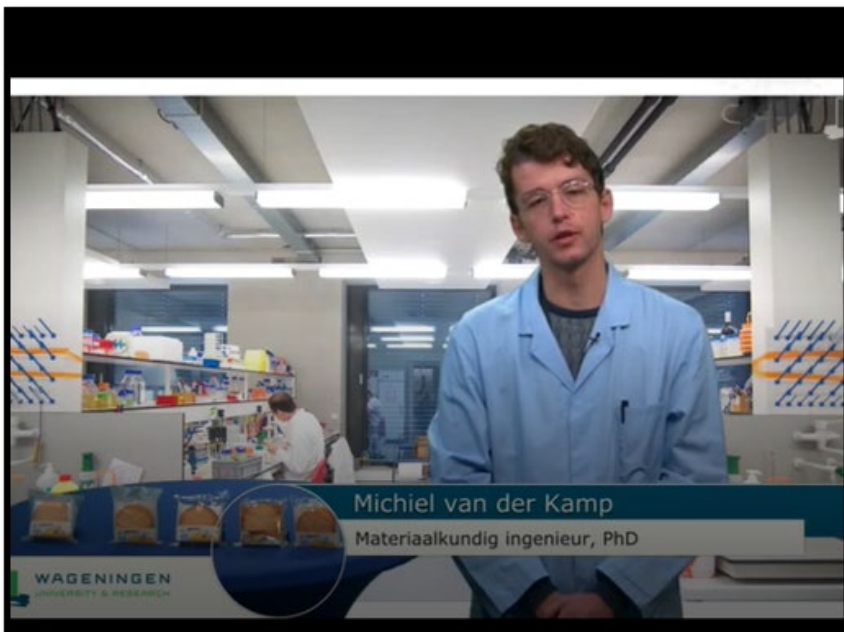 Michiel van der Kamp
Materiaalkundig ingenieur, PhD
WAGENINGEN
UNIVERSITY & RESEARCH